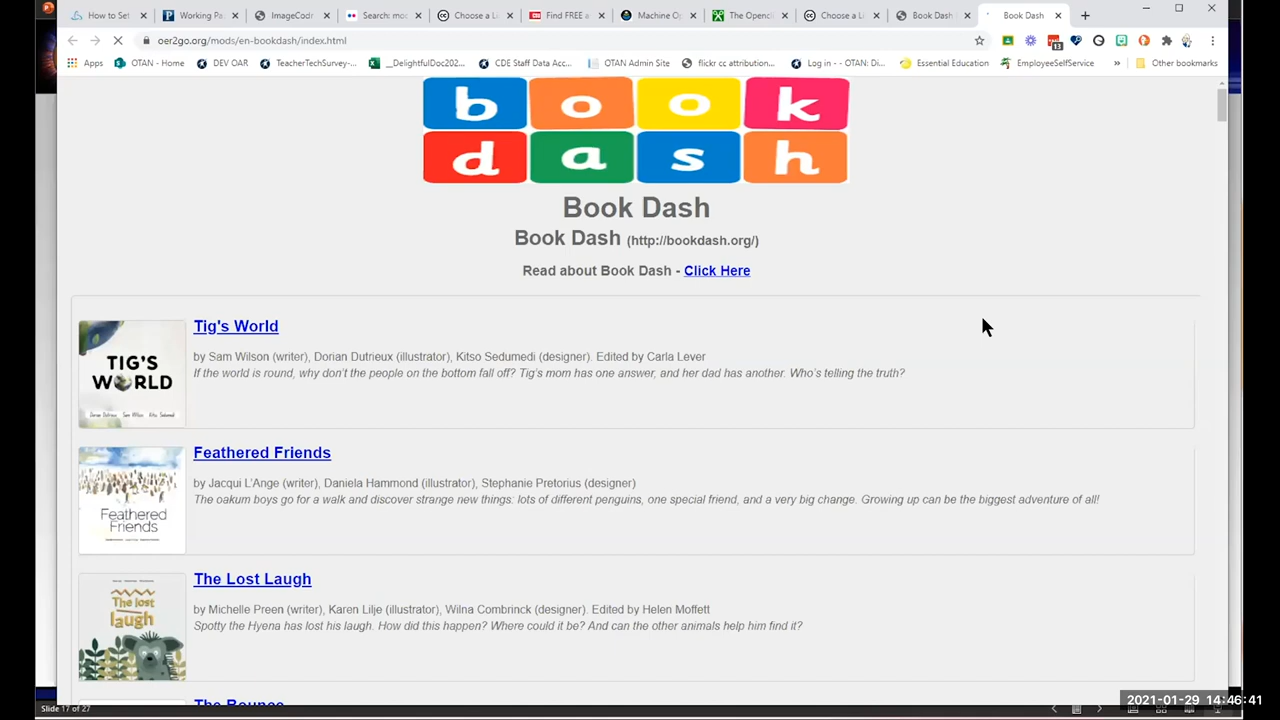 How to Sel
Working Pa
ImageCod
Search: mo
Choose a Li
Find FREE a
Machine Op
The Openc
Choose a Li
Book Dash
Book Dash
oer2go.org/mods/en-bookdash/index.html
13
Apps
OTAN - Home
DEV OAR
TeacherTechSurvey-...
_DelightfulDoc202...
CDE Staff Data Acc...
OTAN Admin Site
flickr cc attribution...
Log in - OTAN: Di...
Essential Education
EmployeeSelfService
»
Other bookmarks
book
dash
Book Dash
Book Dash (http://bookdash.org/)
Read about Book Dash - Click Here
TIG'S
WORLD
Tig's World
by Sam Wilson (writer), Dorian Dutrieux (illustrator), Kitso Sedumedi (designer). Edited by Carla Lever
If the world is round, why don't the people on the bottom fall off? Tig's mom has one answer, and her dad has another. Who's telling the truth?
Feathered
Friends
Feathered Friends
by Jacqui L'Ange (writer), Daniela Hammond (illustrator), Stephanie Pretorius (designer)
The oakum boys go for a walk and discover strange new things: lots of different penguins, one special friend, and a very big change. Growing up can be the biggest adventure of all!
The lost
laugh
The Lost Laugh
by Michelle Preen (writer), Karen Lilje (illustrator), Wilna Combrinck (designer). Edited by Helen Moffett
Spotty the Hyena has lost his laugh. How did this happen? Where could it be? And can the other animals help him find it?
The Bounce
Slide 17 of 27
2021-01-29 14:46:41